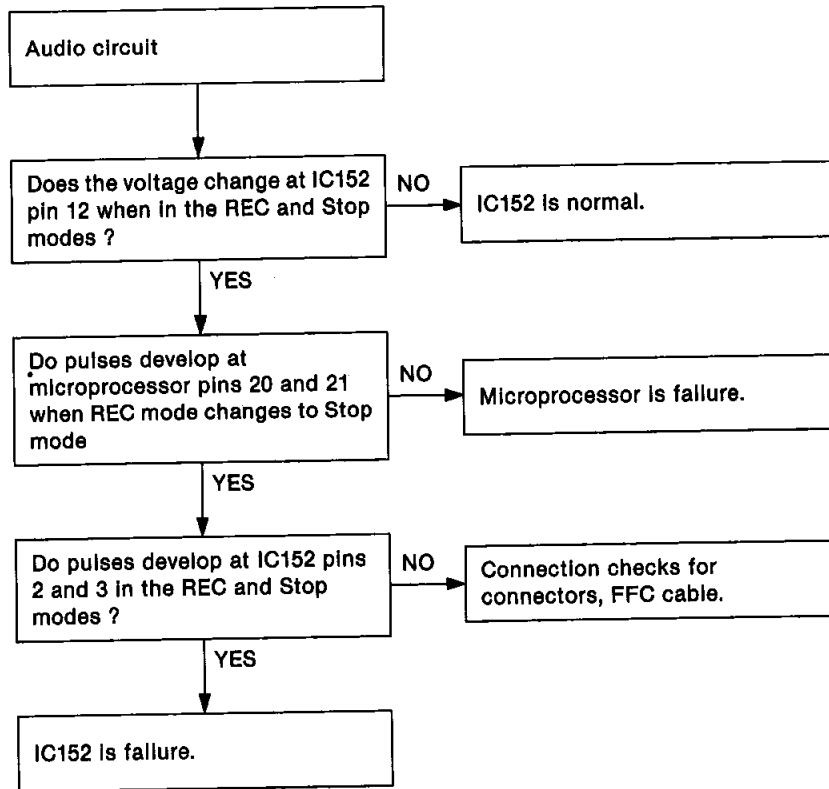 Audio circuit
Does the voltage change at IC152
pin 12 when in the REC and Stop
modes ?
NO
IC152 is normal.
YES
Do pulses develop at
microprocessor pins 20 and 21
when REC mode changes to Stop
mode
NO
Microprocessor is failure.
YES
Do pulses develop at IC152 pins
2 and 3 in the REC and Stop
modes ?
NO
Connection checks for
connectors, FFC cable.
YES
IC152 is failure.